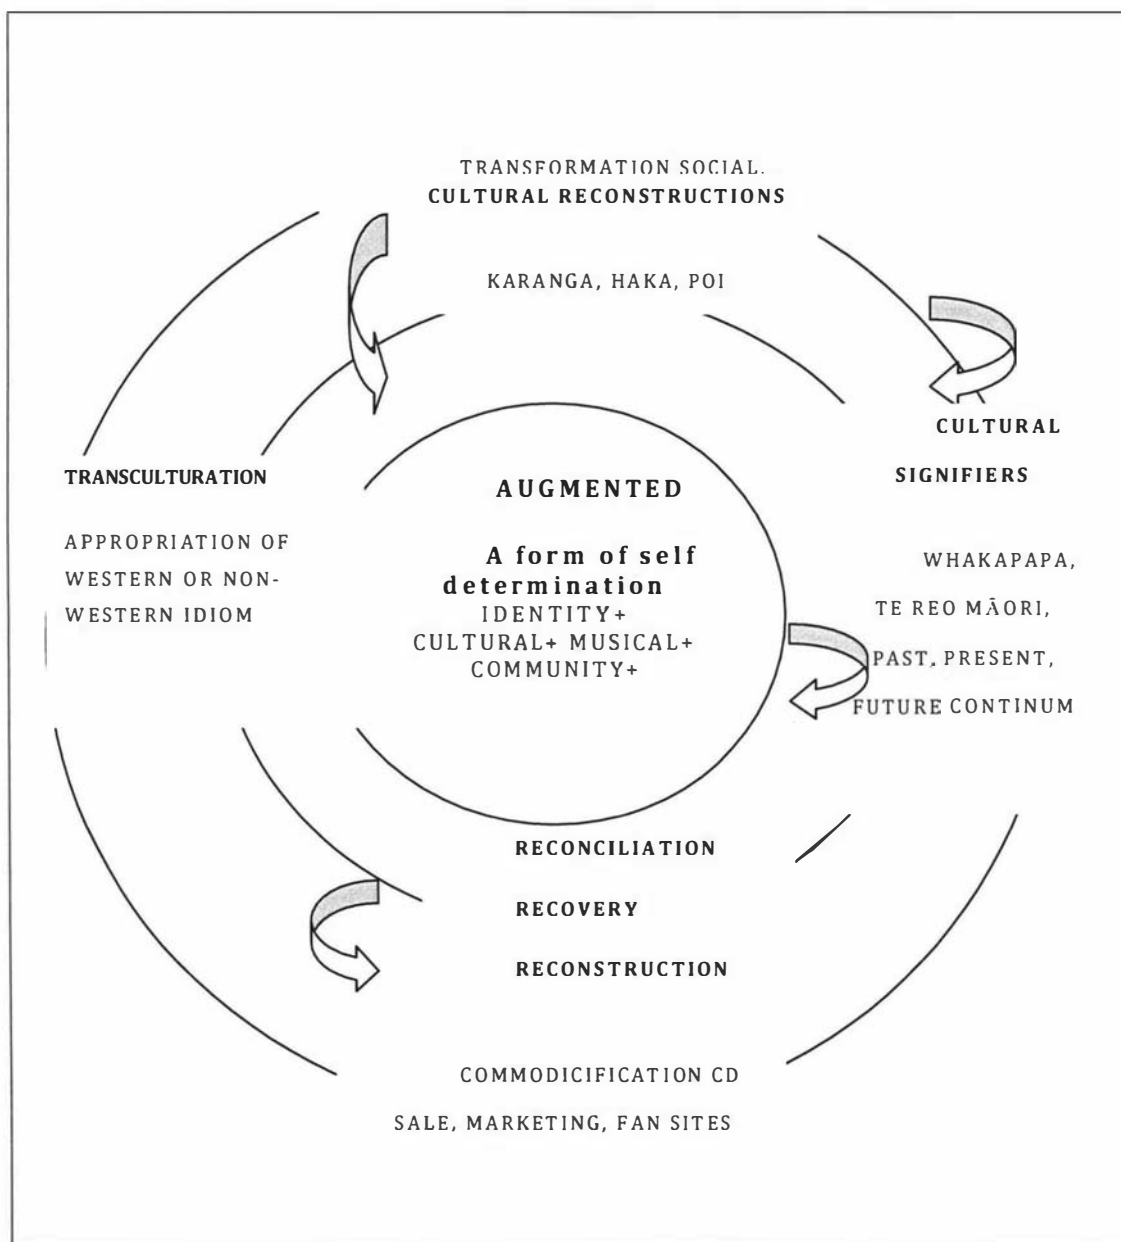 TRANSFORMATION SOCIAL.
CULTURAL RECONSTRUCTIONS
KARANGA, HAKA, POI
CULTURAL
SIGNIFIERS
WHAKAPAPA,
TE REO MĀORI,
PAST, PRESENT,
FUTURE CONTINUM
TRANSCULTURATION
APPROPRIATION OF
WESTERN OR NON-
WESTERN IDIOM
AUGMENTED
A form of self
determination
IDENTITY+
CULTURAL+ MUSICAL+
COMMUNITY+
RECONCILIATION
RECOVERY
RECONSTRUCTION
COMMODICIFICATION CD
SALE, MARKETING, FAN SITES